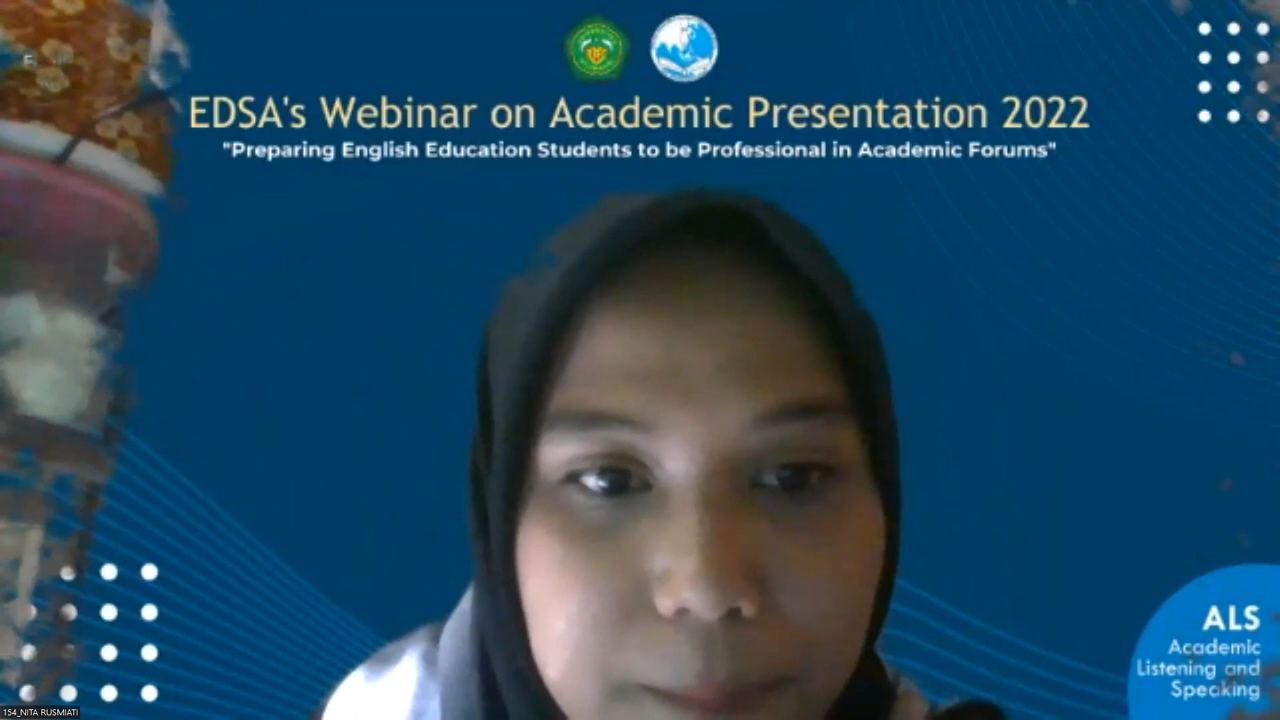 EDSA's Webinar on Academic Presentation 2022
"Preparing English Education Students to be Professional in Academic Forums"
ALS
Academic
Listening and
Speaking
154_NITA RUSMIATI